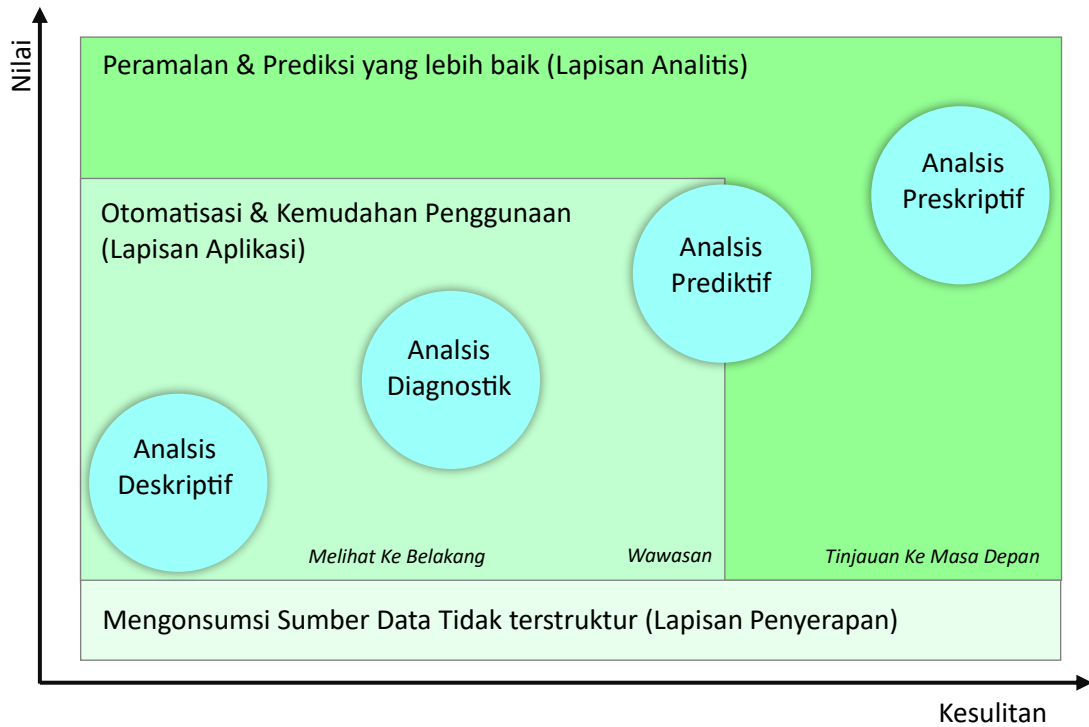 Nilai
Peramalan & Prediksi yang lebih baik (Lapisan Analitis)
Analsis
Preskriptif
Otomatisasi & Kemudahan Penggunaan
(Lapisan Aplikasi)
Analsis
Prediktif
Analsis
Diagnostik
Analsis
Deskriptif
Melihat Ke Belakang
Wawasan
Tinjauan Ke Masa Depan
Mengonsumsi Sumber Data Tidak terstruktur (Lapisan Penyerapan)
Kesulitan